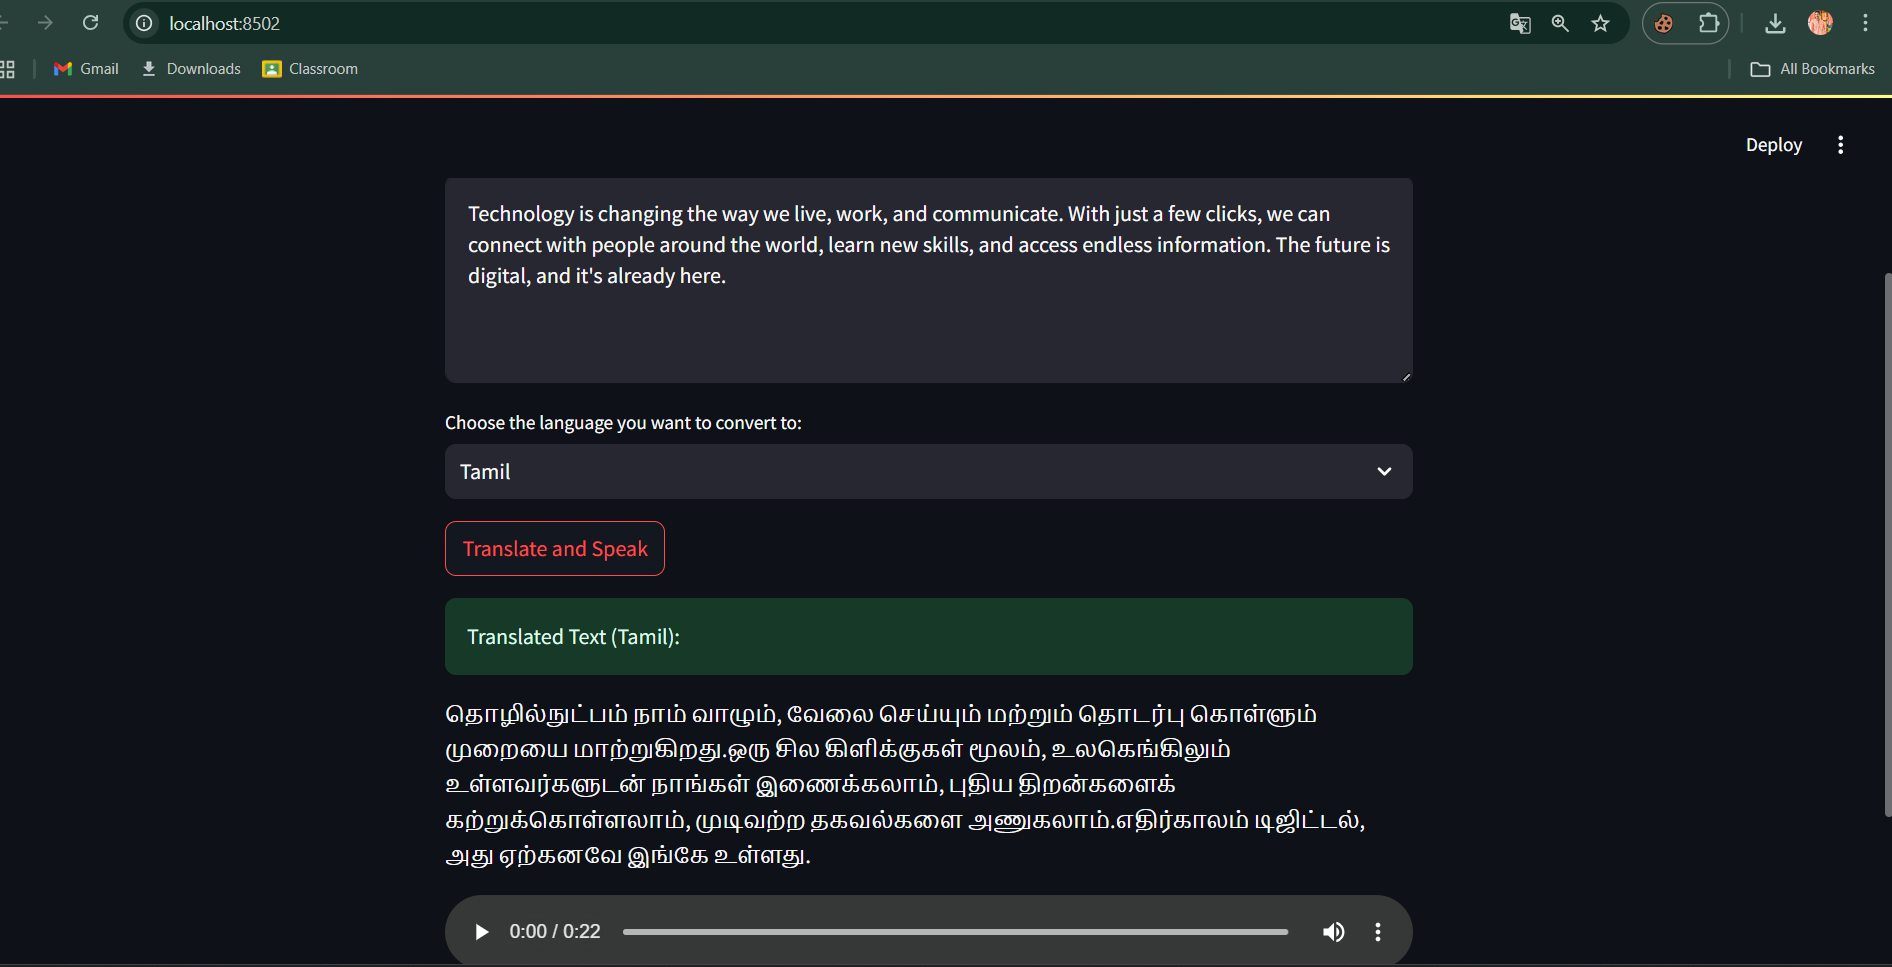 localhost:8502
Gmail Downloads Classroom All Bookmarks
Deploy
Technology is changing the way we live, work, and communicate. With just a few clicks, we can
connect with people around the world, learn new skills, and access endless information. The future is
digital, and it's already here.
Choose the language you want to convert to:
Tamil
Translate and Speak
Translated Text (Tamil):
தொழில்நுட்பம் நாம் வாழும், வேலை செய்யும் மற்றும் தொடர்பு கொள்ளும்
முறையை மாற்றுகிறது.ஒரு சில கிளிக்குகள் மூலம், உலகெங்கிலும்
உள்ளவர்களுடன் நாங்கள் இணைக்கலாம், புதிய திறன்களைக்
கற்றுக்கொள்ளலாம், முடிவற்ற தகவல்களை அணுகலாம்.எதிர்காலம் டிஜிட்டல்,
அது ஏற்கனவே இங்கே உள்ளது.
0:00 / 0:22